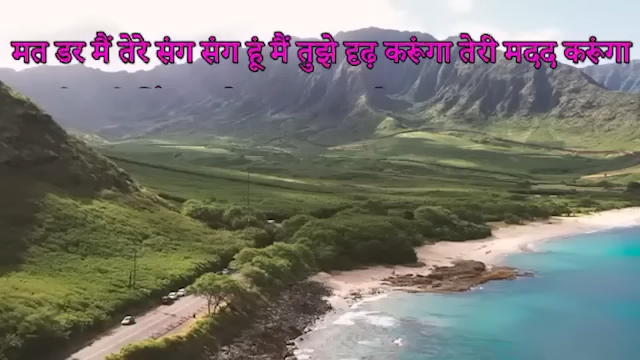 मत डर मैं तेरे संग संग हूं मैं तुझे दृढ़ करूंगा तेरी मदद करूंगा